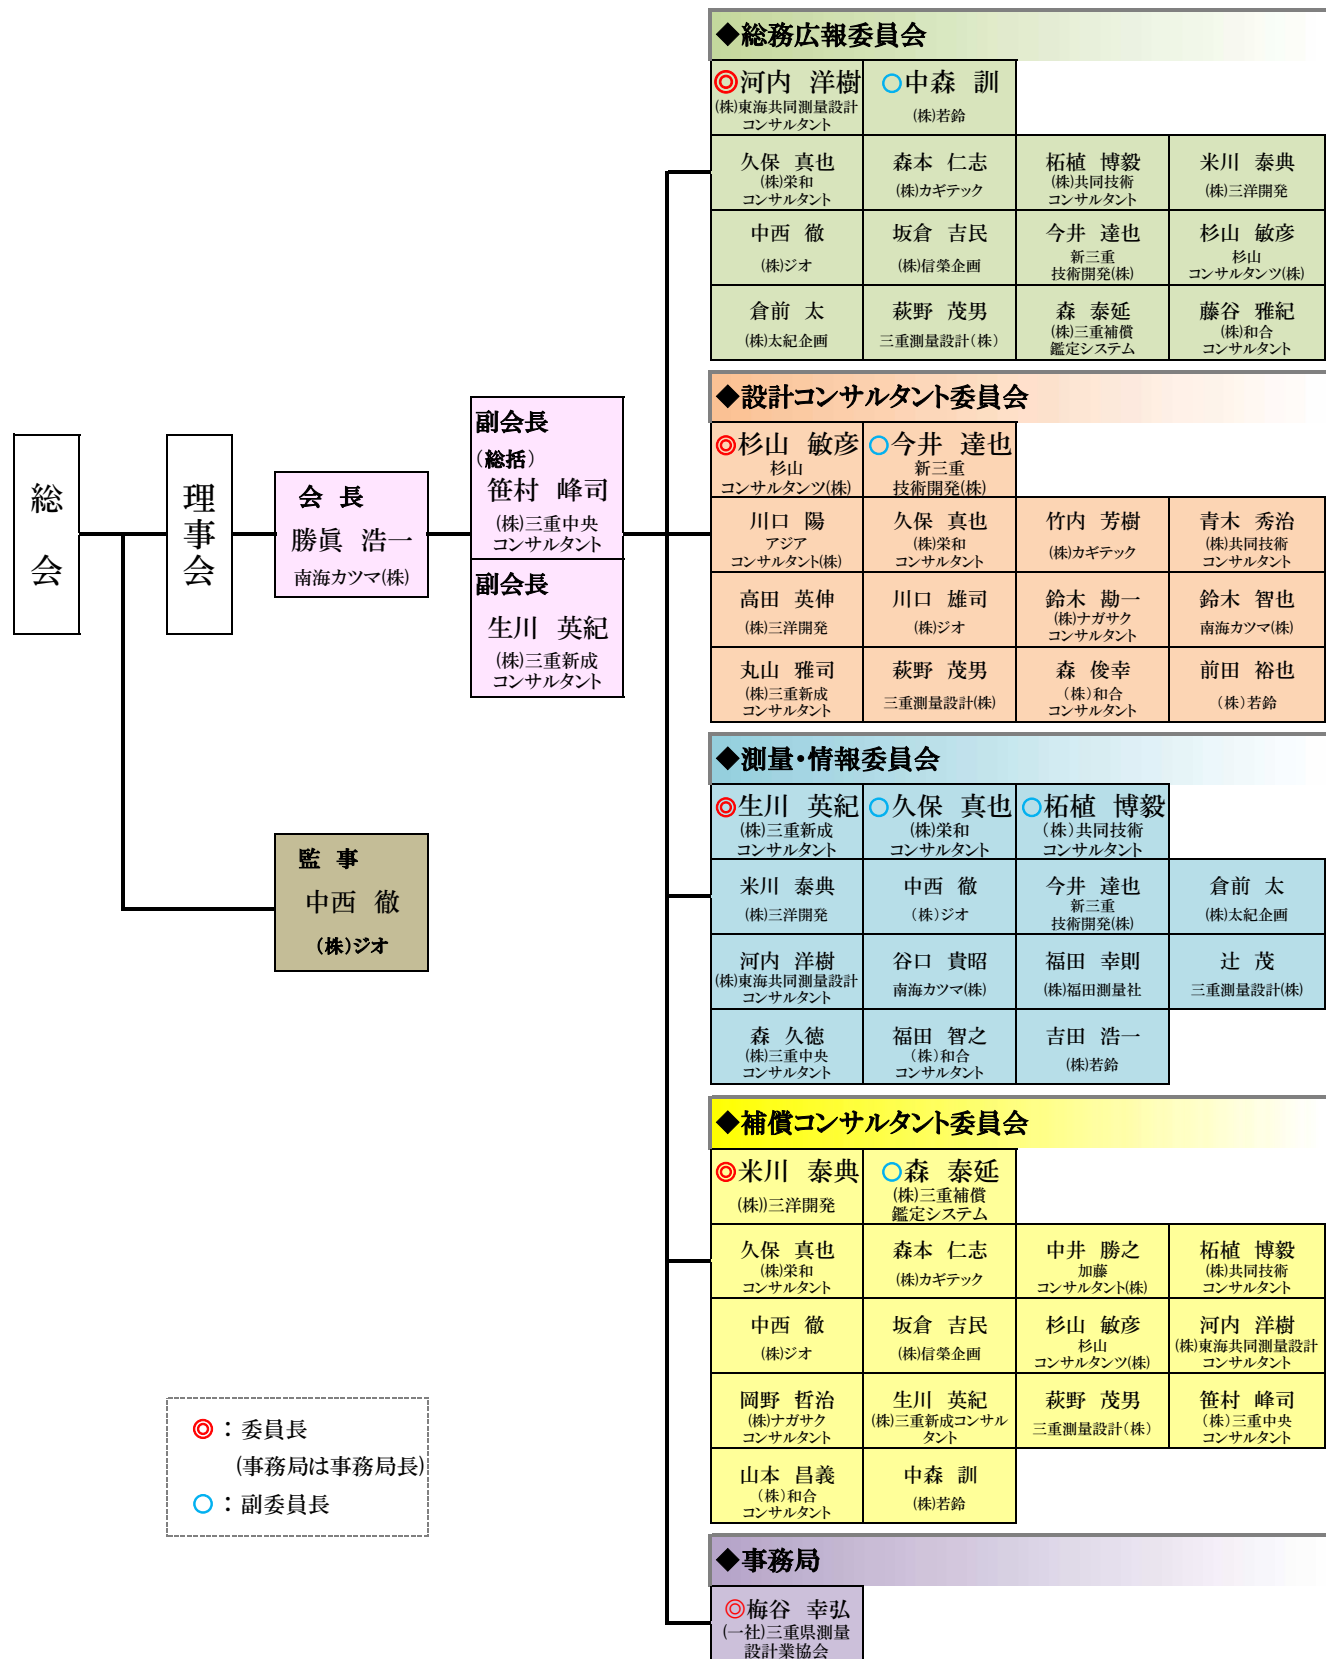 総会
理事会
会 長
勝眞 浩一
南海カツマ(株)
副会長
（総括）
笹村 峰司
(株)三重中央
コンサルタント
副会長
生川 英紀
(株)三重新成
コンサルタント
監 事
中西 徹
（株）ジオ
◆総務広報委員会
◎河内 洋樹
(株)東海共同測量設計
コンサルタント
○中森 訓
(株)若鈴
久保 真也
(株)栄和
コンサルタント
森本 仁志
(株)カギテック
柘植 博毅
(株)共同技術
コンサルタント
米川 泰典
(株)三洋開発
中西 徹
(株)ジオ
坂倉 吉民
(株)信榮企画
今井 達也
新三重
技術開発(株)
杉山 敏彦
杉山
コンサルタンツ(株)
倉前 太
(株)太紀企画
萩野 茂男
三重測量設計（株）
森 泰延
(株)三重補償
鑑定システム
藤谷 雅紀
(株)和合
コンサルタント
◆設計コンサルタント委員会
◎杉山 敏彦
杉山
コンサルタンツ(株)
○今井 達也
新三重
技術開発(株)
川口 陽
アジア
コンサルタント(株)
久保 真也
(株)栄和
コンサルタント
竹内 芳樹
(株)カギテック
青木 秀治
(株)共同技術
コンサルタント
高田 英伸
(株)三洋開発
川口 雄司
(株)ジオ
鈴木 勘一
(株)ナガサク
コンサルタント
鈴木 智也
南海カツマ(株)
丸山 雅司
(株)三重新成
コンサルタント
萩野 茂男
三重測量設計(株)
森 俊幸
（株）和合
コンサルタント
前田 裕也
（株）若鈴
◆測量・情報委員会
◎生川 英紀
(株)三重新成
コンサルタント
○久保 真也
(株)栄和
コンサルタント
○柘植 博毅
（株）共同技術
コンサルタント
米川 泰典
(株)三洋開発
中西 徹
（株）ジオ
今井 達也
新三重
技術開発(株)
倉前 太
(株)太紀企画
河内 洋樹
(株)東海共同測量設計
コンサルタント
谷口 貴昭
南海カツマ(株)
福田 幸則
(株)福田測量社
辻 茂
三重測量設計(株)
森 久徳
(株)三重中央
コンサルタント
福田 智之
（株）和合
コンサルタント
吉田 浩一
(株)若鈴
◆補償コンサルタント委員会
◎米川 泰典
(株))三洋開発
○森 泰延
(株)三重補償
鑑定システム
久保 真也
(株)栄和
コンサルタント
森本 仁志
(株)カギテック
中井 勝之
加藤
コンサルタント(株)
柘植 博毅
(株)共同技術
コンサルタント
中西 徹
(株)ジオ
坂倉 吉民
(株)信榮企画
杉山 敏彦
杉山
コンサルタンツ(株)
河内 洋樹
(株)東海共同測量設計
コンサルタント
岡野 哲治
(株)ナガサク
コンサルタント
生川 英紀
(株)三重新成コンサル
タント
萩野 茂男
三重測量設計（株）
笹村 峰司
（株）三重中央
コンサルタント
山本 昌義
（株）和合
コンサルタント
中森 訓
(株)若鈴
◆事務局
◎梅谷 幸弘
(一社)三重県測量
設計業協会
◎：委員長
(事務局は事務局長)
○：副委員長